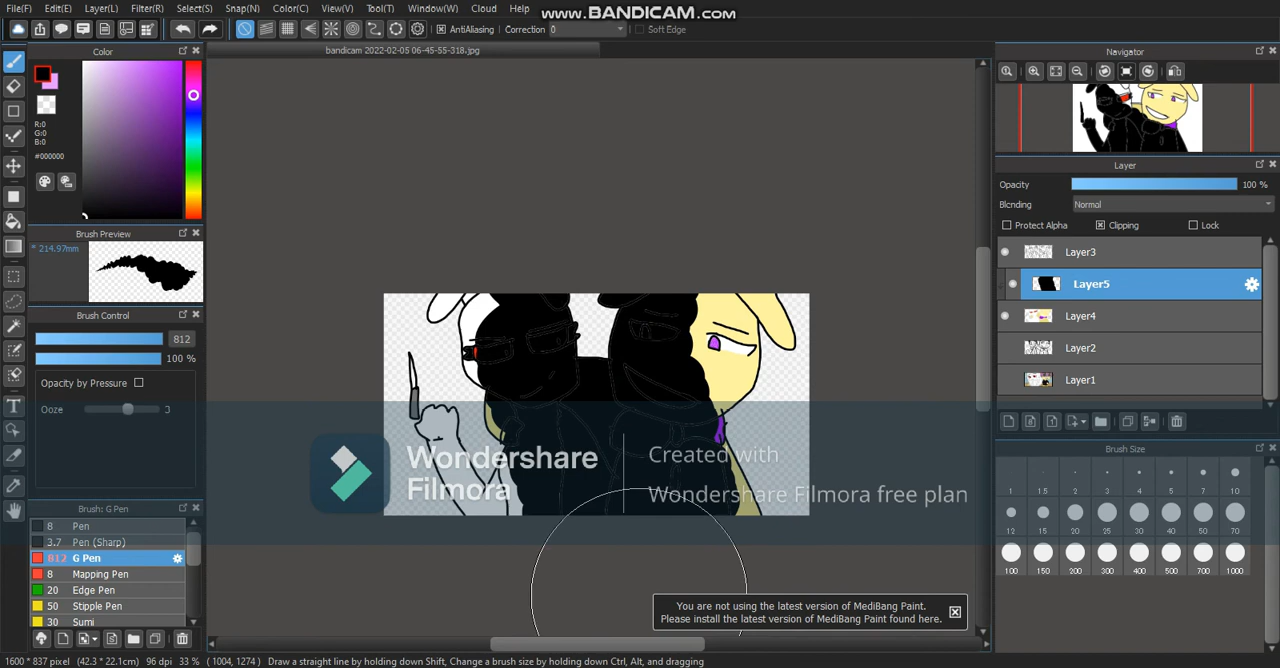 File(F) Edit(E) Layer(L) Filter(R) Select(S) Snap(N) Color(C) View(V) Tool(T) Window(W) Cloud Help
www.BANDICAM.com
AntiAliasing Correction 0 Soft Edge
bandicam 2022-02-05 06-45-55-318.jpg
Color
R:0
G:0
B:0
#000000
Brush Preview
* 214.97mm
Brush Control
812
100 %
Opacity by Pressure
Ooze 3
Brush: G Pen
8 Pen
3.7 Pen (Sharp)
812 G Pen
8 Mapping Pen
20 Edge Pen
50 Stipple Pen
30 Sumi
Wondershare
Filmora
Created with
Wondershare Filmora free plan
You are not using the latest version of MediBang Paint.
Please install the latest version of MediBang Paint found here.
Navigator
Layer
Opacity 100 %
Blending Normal
Protect Alpha Clipping Lock
Layer3
Layer5
Layer4
Layer2
Layer1
Brush Size
1 1.5 2 3 4 5 7 10
12 15 20 25 30 40 50 70
100 150 200 300 400 500 700 1000
1600 * 837 pixel (42.3 * 22.1cm) 96 dpi 33 % ( 1004, 1274 ) Draw a straight line by holding down Shift, Change a brush size by holding down Ctrl, Alt, and dragging